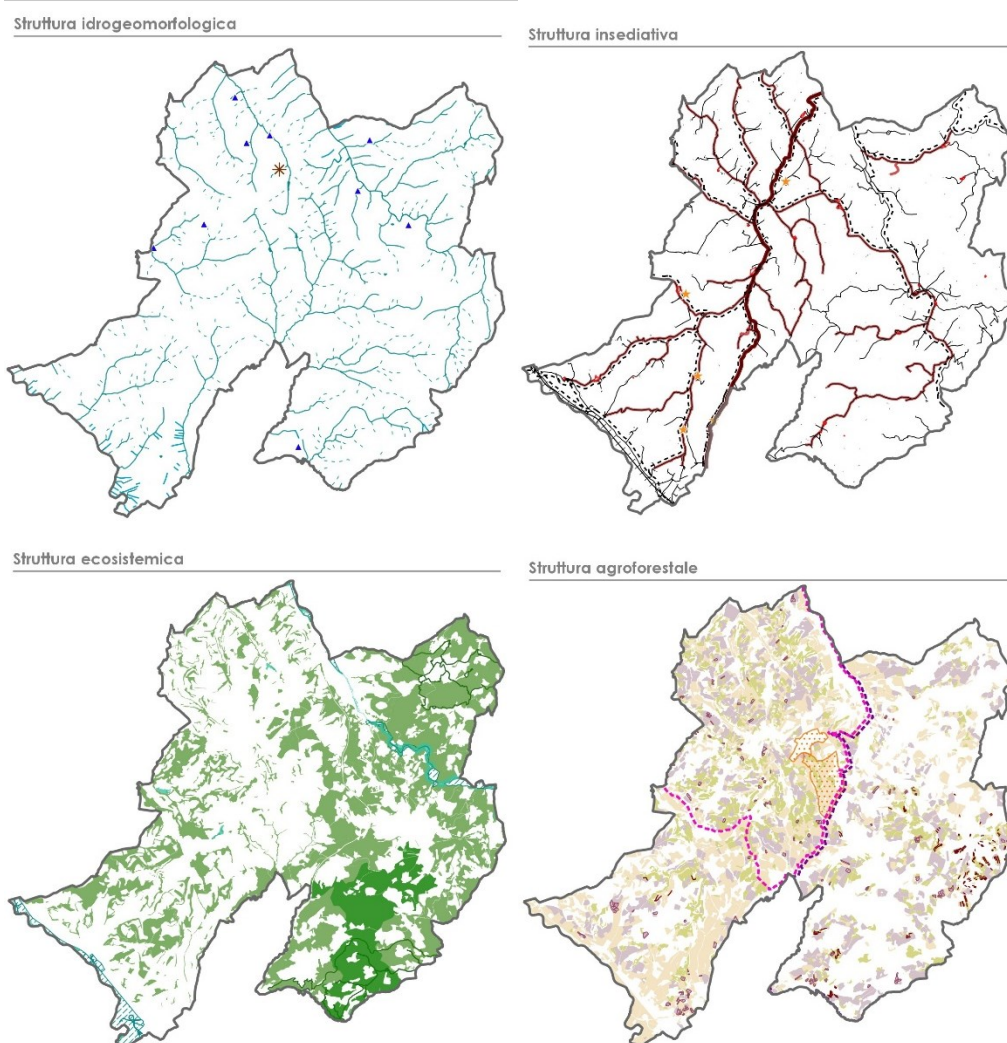 Struttura idrogeomorfologica
Struttura insediativa
Struttura ecosistemica
Struttura agroforestale